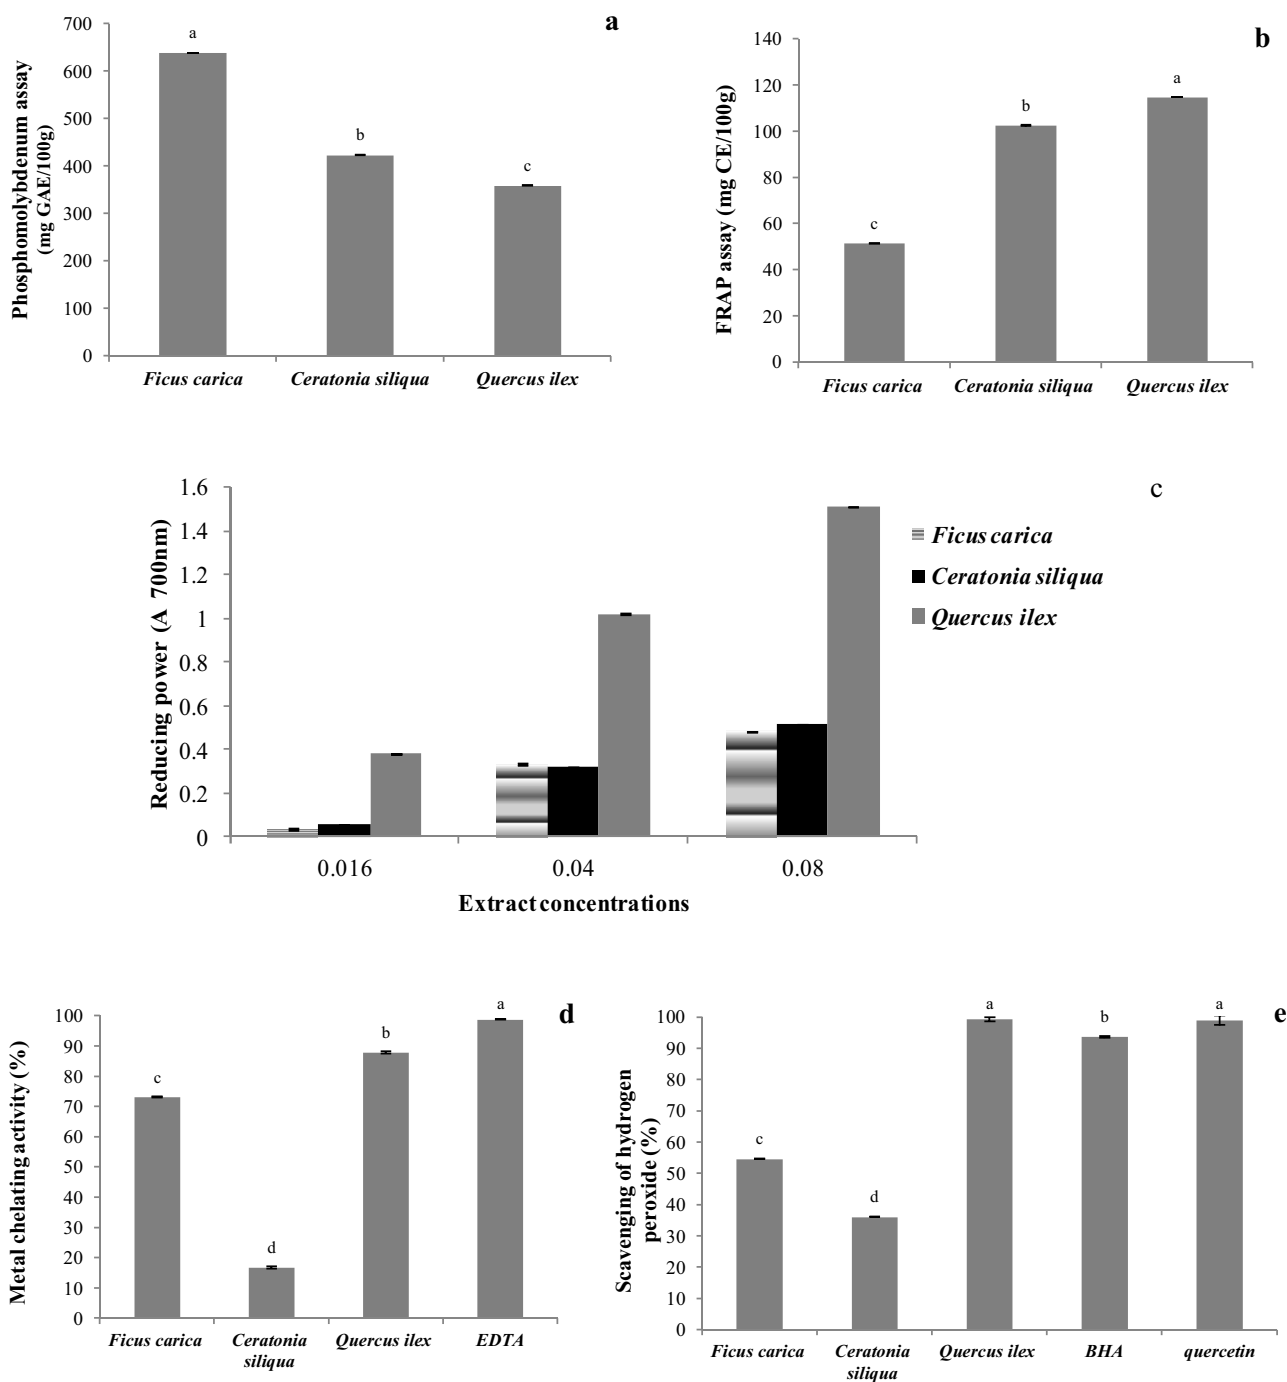 a
Phosphomolybdenum assay
(mg GAE/100g)
700
600
500
400
300
200
100
0
a
b
c
Ficus carica
Ceratonia siliqua
Quercus ilex
b
FRAP assay (mg CE/100g)
140
120
100
80
60
40
20
0
c
b
a
Ficus carica
Ceratonia siliqua
Quercus ilex
c
Reducing power (A 700nm)
1.6
1.4
1.2
1
0.8
0.6
0.4
0.2
0
0.016
0.04
0.08
Extract concentrations
Ficus carica
Ceratonia siliqua
Quercus ilex
d
Metal chelating activity (%)
100
90
80
70
60
50
40
30
20
10
0
c
d
b
a
Ficus carica
Ceratonia
siliqua
Quercus ilex
EDTA
e
Scavenging of hydrogen
peroxide (%)
100
90
80
70
60
50
40
30
20
10
0
c
d
a
b
a
Ficus carica
Ceratonia
siliqua
Quercus ilex
BHA
quercetin